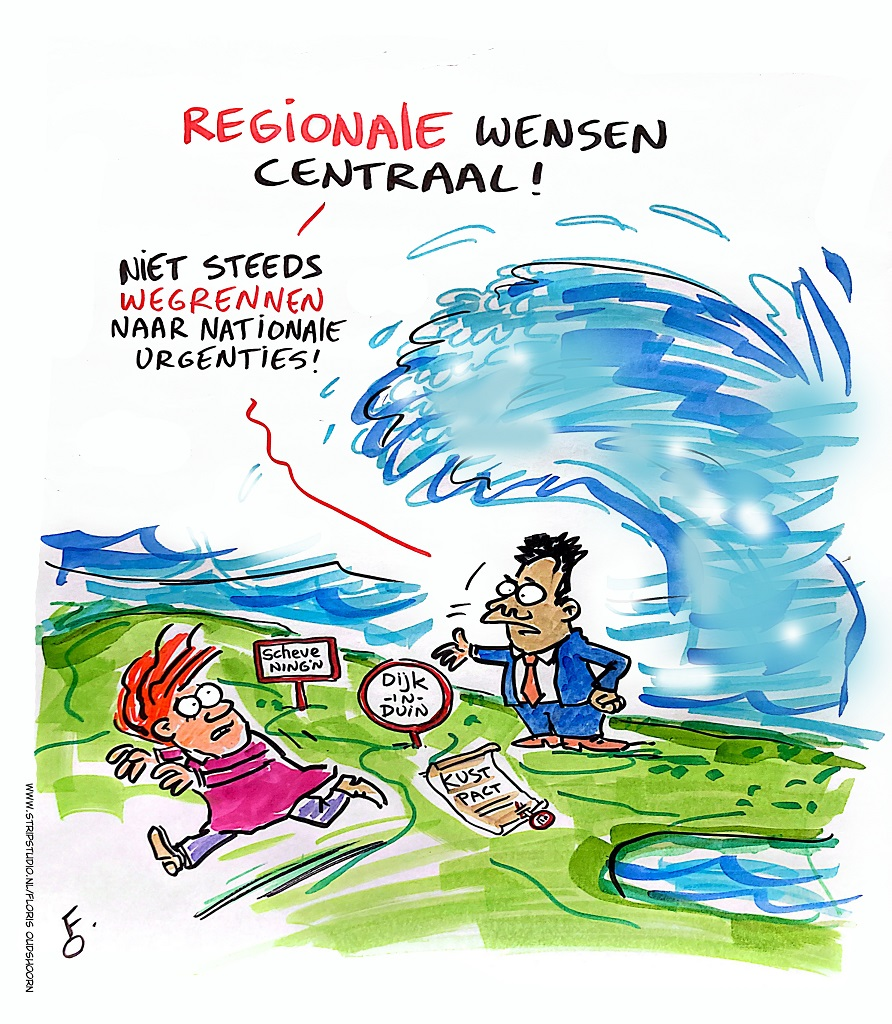 REGIONALE WENSEN
CENTRAAL!
NIET STEEDS
WEGRENNEN
NAAR NATIONALE
URGENTIES!
SCHEVE
NING'N
DIJK
-IN-
DUIN
KUST
PACT
WWW.STRIPSTUDIO.NL/FLORIS OUDSHOORN
FO.